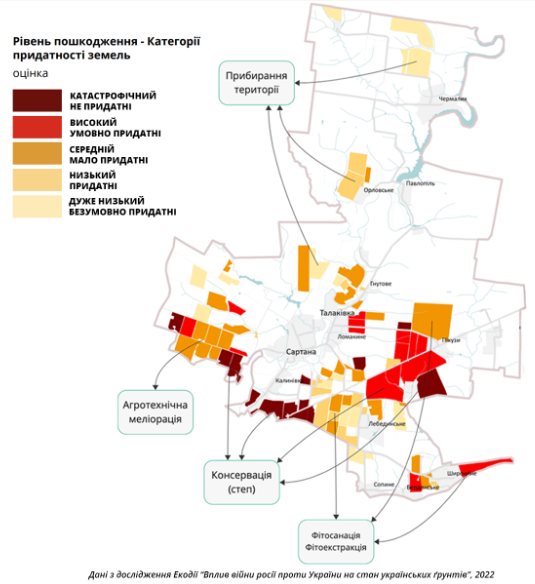 Рівень пошкодження - Категорії
придатності земель
оцінка
КАТАСТРОФІЧНИЙ
НЕ ПРИДАТНІ
ВИСОКИЙ
УМОВНО ПРИДАТНІ
СЕРЕДНІЙ
МАЛО ПРИДАТНІ
НИЗЬКИЙ
ПРИДАТНІ
ДУЖЕ НИЗЬКИЙ
БЕЗУМОВНО ПРИДАТНІ
Прибирання
території
Чермалик
Орловське
Павлопіль
Гнутове
Талаківка
Ломакине
Пікузи
Сартана
Калинівка
Агротехнічна
меліорація
Лебединське
Консервація
(степ)
Широкине
Сопине
Бердянське
Фітосанація
Фітоекстракція
Дані з дослідження Екодії “Вплив війни росії проти України на стан українських ґрунтів”, 2022